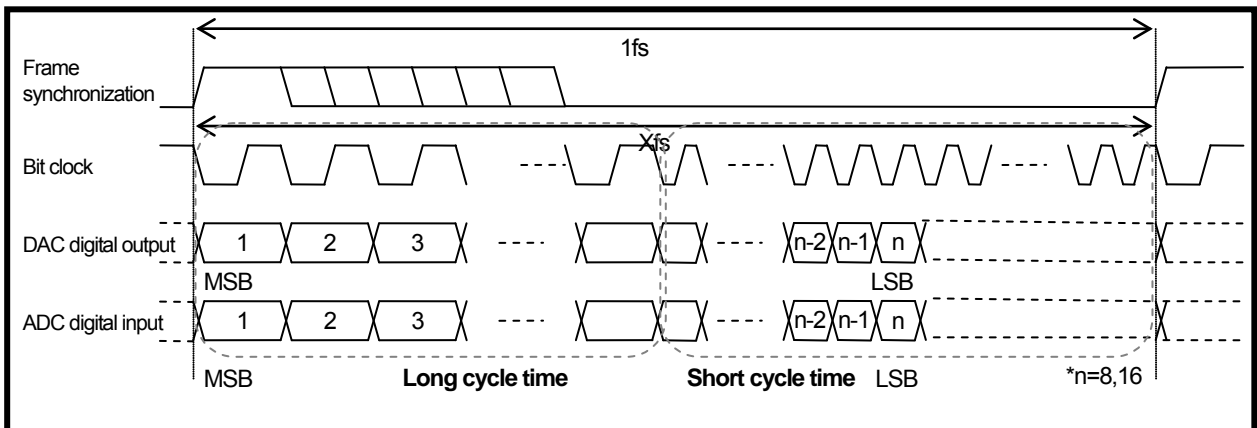 1fs
Frame
synchronization
Xfs
Bit clock
DAC digital output 1 2 3 n-2 n-1 n
MSB LSB
ADC digital input 1 2 3 n-2 n-1 n
MSB Long cycle time Short cycle time LSB *n=8,16